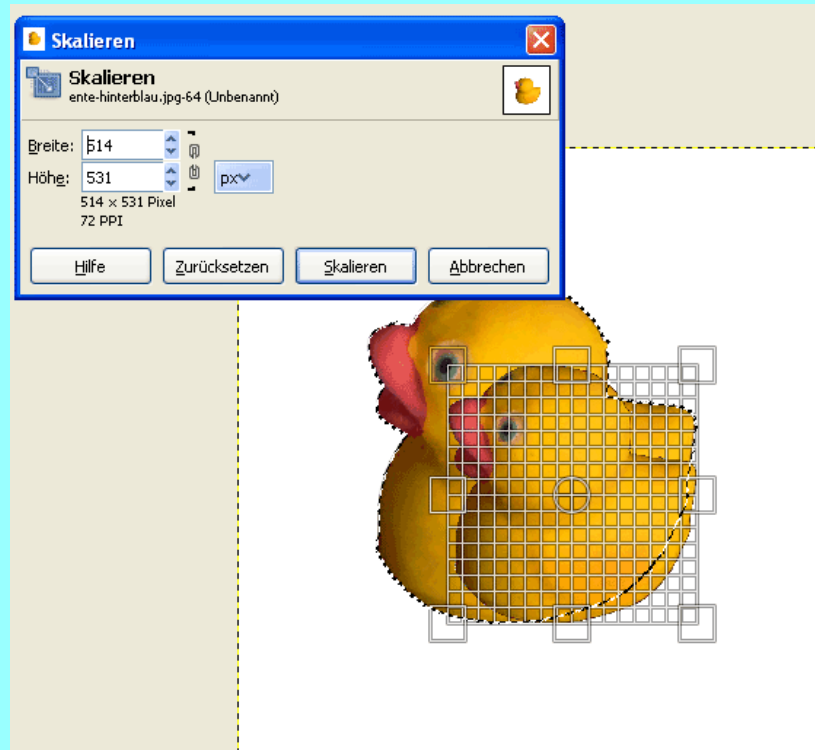 Skalieren
Skalieren
ente-hinterblau.jpg-64 (Unbenannt)
Breite: 514
Höhe: 531 px
514 × 531 Pixel
72 PPI
Hilfe Zurücksetzen Skalieren Abbrechen